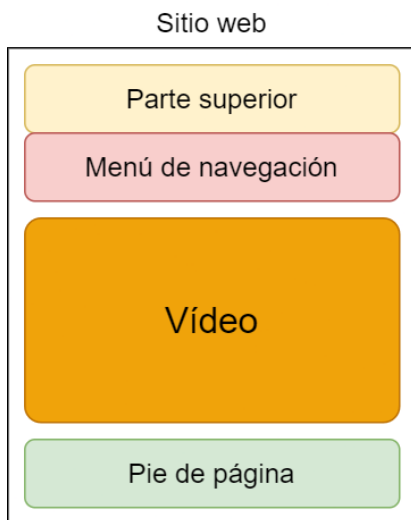 Sitio web
Parte superior
Menú de navegación
Vídeo
Pie de página